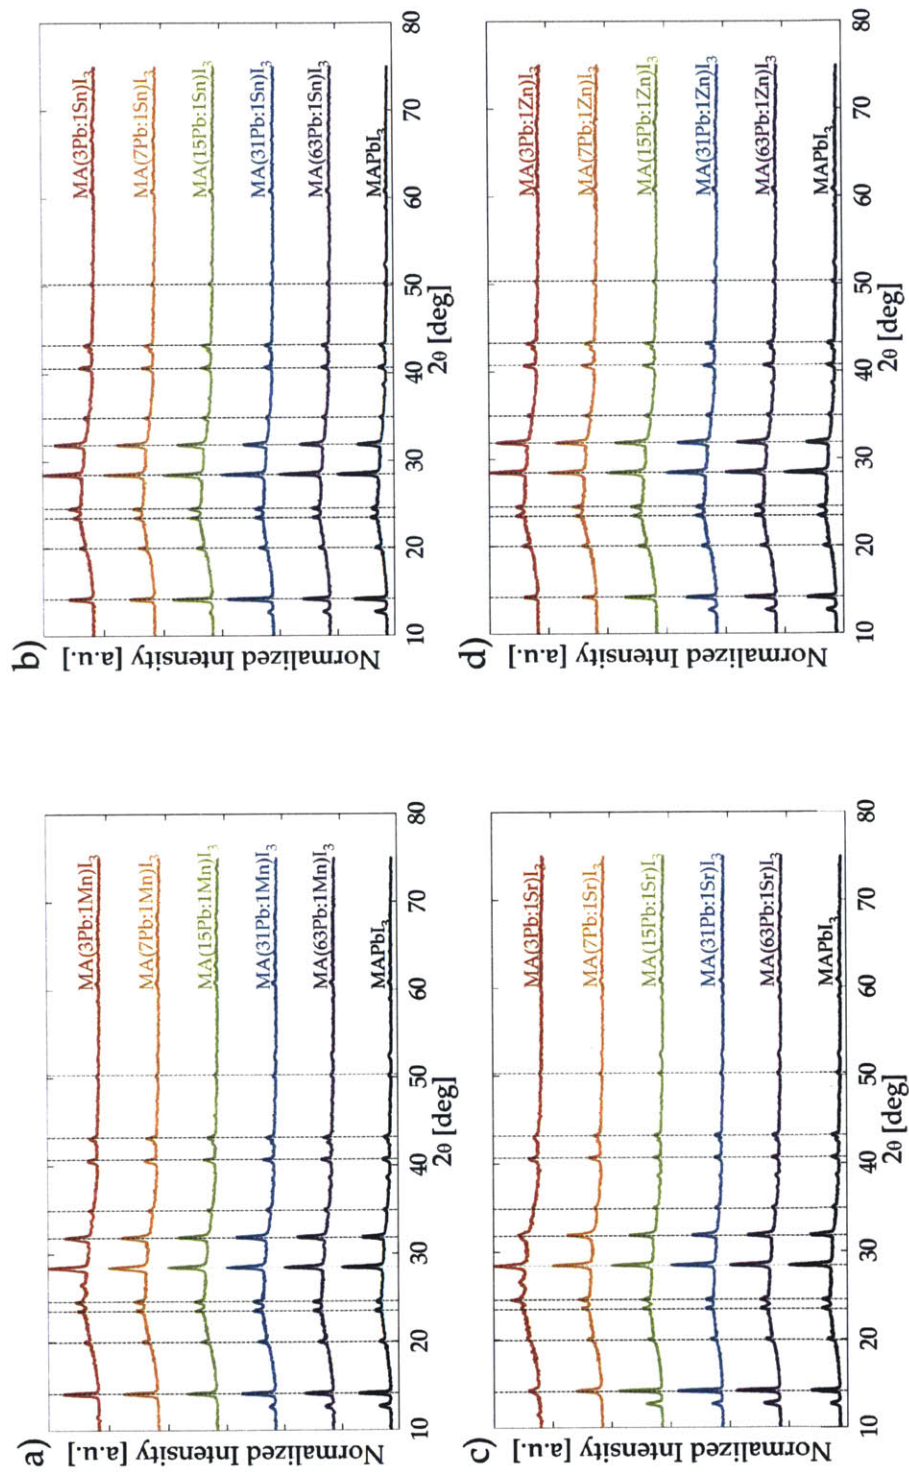 a)
Normalized Intensity [a.u.]
MA(3Pb:1Mn)I₃
MA(7Pb:1Mn)I₃
MA(15Pb:1Mn)I₃
MA(31Pb:1Mn)I₃
MA(63Pb:1Mn)I₃
MAPbI₃
10 20 30 40 50 60 70 80
2θ [deg]
b)
Normalized Intensity [a.u.]
MA(3Pb:1Sn)I₃
MA(7Pb:1Sn)I₃
MA(15Pb:1Sn)I₃
MA(31Pb:1Sn)I₃
MA(63Pb:1Sn)I₃
MAPbI₃
10 20 30 40 50 60 70 80
2θ [deg]
c)
Normalized Intensity [a.u.]
MA(3Pb:1Sr)I₃
MA(7Pb:1Sr)I₃
MA(15Pb:1Sr)I₃
MA(31Pb:1Sr)I₃
MA(63Pb:1Sr)I₃
MAPbI₃
10 20 30 40 50 60 70 80
2θ [deg]
d)
Normalized Intensity [a.u.]
MA(3Pb:1Zn)I₃
MA(7Pb:1Zn)I₃
MA(15Pb:1Zn)I₃
MA(31Pb:1Zn)I₃
MA(63Pb:1Zn)I₃
MAPbI₃
10 20 30 40 50 60 70 80
2θ [deg]